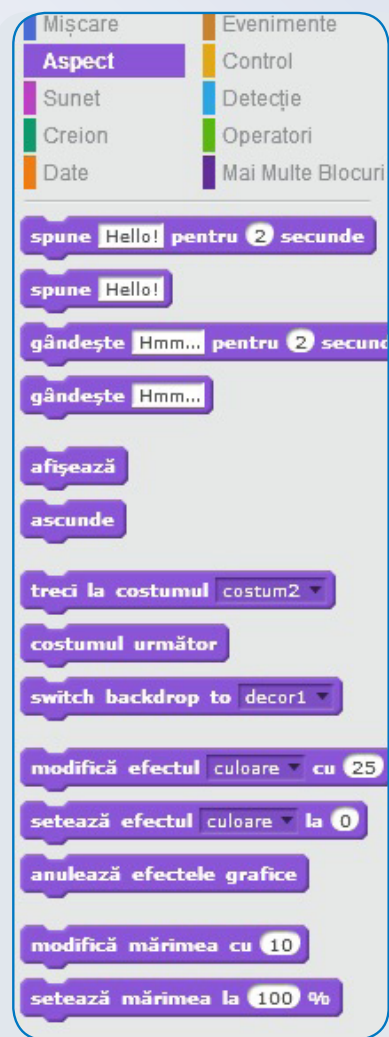 Mișcare Evenimente
Aspect Control
Sunet Detecție
Creion Operatori
Date Mai Multe Blocuri
spune Hello! pentru 2 secunde
spune Hello!
gândește Hmm... pentru 2 secund
gândește Hmm...
afișează
ascunde
treci la costumul costum2
costumul următor
switch backdrop to decor1
modifică efectul culoare cu 25
setează efectul culoare la 0
anulează efectele grafice
modifică mărimea cu 10
setează mărimea la 100 %